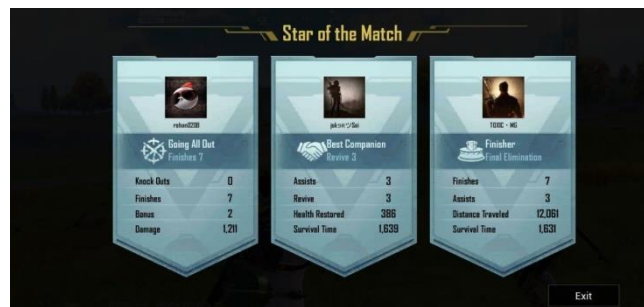 Star of the Match
rohan0208
Going All Out
Finishes 7
Knock Outs 0
Finishes 7
Bonus 2
Damage 1,211
Best Companion
Revive 3
Assists 3
Revive 3
Health Restored 386
Survival Time 1,639
TOXIC・MG
Finisher
Final Elimination
Finishes 7
Assists 3
Distance Traveled 12,061
Survival Time 1,631
Exit